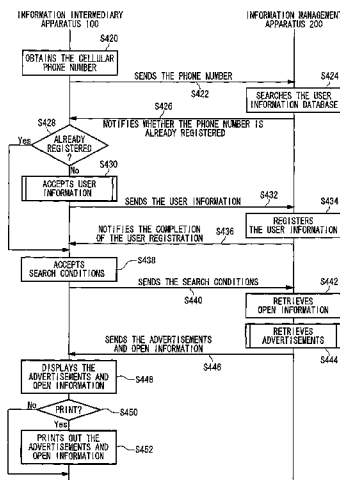 INFORMATION INTERMEDIARY
APPARATUS 100
INFORMATION MANAGEMENT
APPARATUS 200
S420
OBTAINS THE CELLULAR
PHONE NUMBER
SENDS THE PHONE NUMBER
S422
S424
SEARCHES THE USER
INFORMATION DATABASE
S426
NOTIFIES WHETHER THE PHONE NUMBER IS
ALREADY REGISTERED
S428
Yes
ALREADY
REGISTERED
?
No
S430
ACCEPTS USER
INFORMATION
SENDS THE USER INFORMATION
S432
S434
REGISTERS
THE USER INFORMATION
NOTIFIES THE COMPLETION
OF THE USER REGISTRATION
S436
ACCEPTS
SEARCH CONDITIONS
S438
SENDS THE SEARCH CONDITIONS
S440
S442
RETRIEVES
OPEN INFORMATION
RETRIEVES
ADVERTISEMENTS
S444
SENDS THE ADVERTISEMENTS
AND OPEN INFORMATION
S446
DISPLAYS THE
ADVERTISEMENTS AND
OPEN INFORMATION
S448
No
PRINT?
S450
Yes
PRINTS OUT THE
ADVERTISEMENTS AND
OPEN INFORMATION
S452